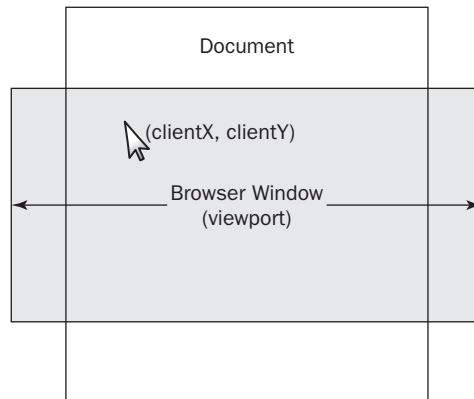 Document
(clientX, clientY)
Browser Window
(viewport)